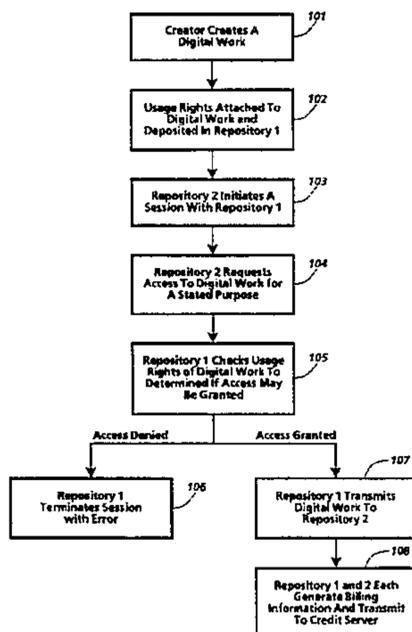 101
Creator Creates A
Digital Work
102
Usage Rights Attached To
Digital Work and
Deposited In Repository 1
103
Repository 2 Initiates A
Session With Repository 1
104
Repository 2 Requests
Access To Digital Work for
A Stated Purpose
105
Repository 1 Checks Usage
Rights of Digital Work To
Determined If Access May
Be Granted
Access Denied
Access Granted
106
Repository 1
Terminates Session
with Error
107
Repository 1 Transmits
Digital Work To
Repository 2
108
Repository 1 and 2 Each
Generate Billing
Information And Transmit
To Credit Server